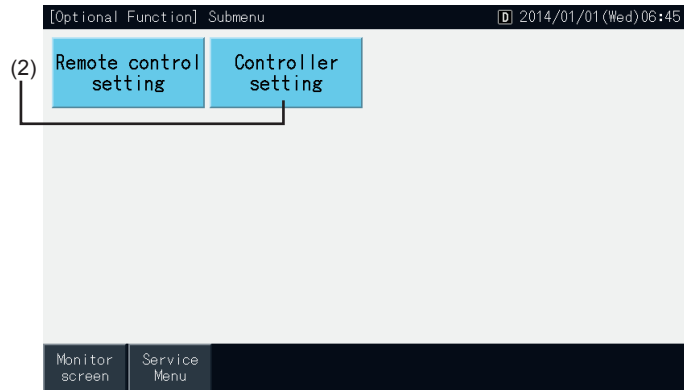 [Optional Function] Submenu D 2014/01/01(Wed)06:45
(2)
Remote control
setting
Controller
setting
Monitor
screen
Service
Menu